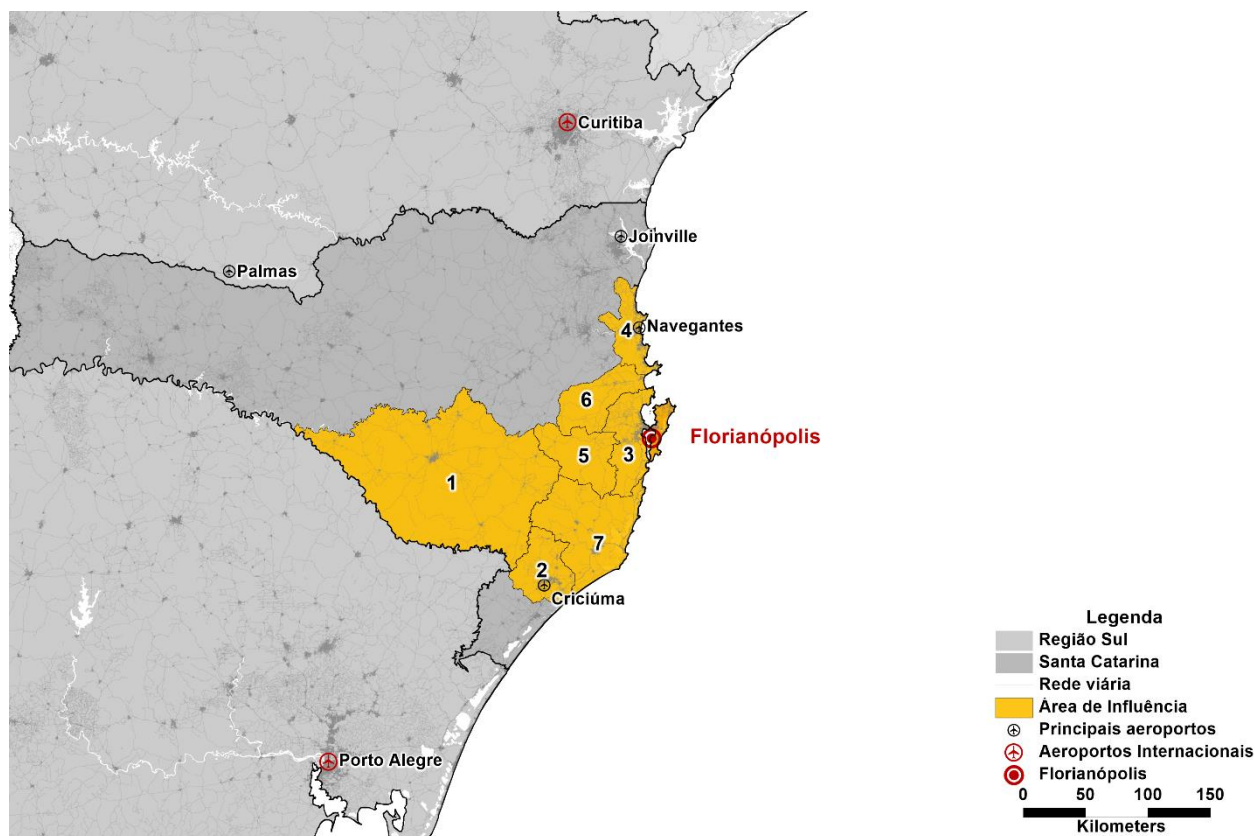 Curitiba
Joinville
Palmas
4
Navegantes
6
Florianópolis
5
3
1
7
2
Criciúma
Porto Alegre
Legenda
Região Sul
Santa Catarina
Rede viária
Área de Influência
Principais aeroportos
Aeroportos Internacionais
Florianópolis
0 50 100 150
Kilometers